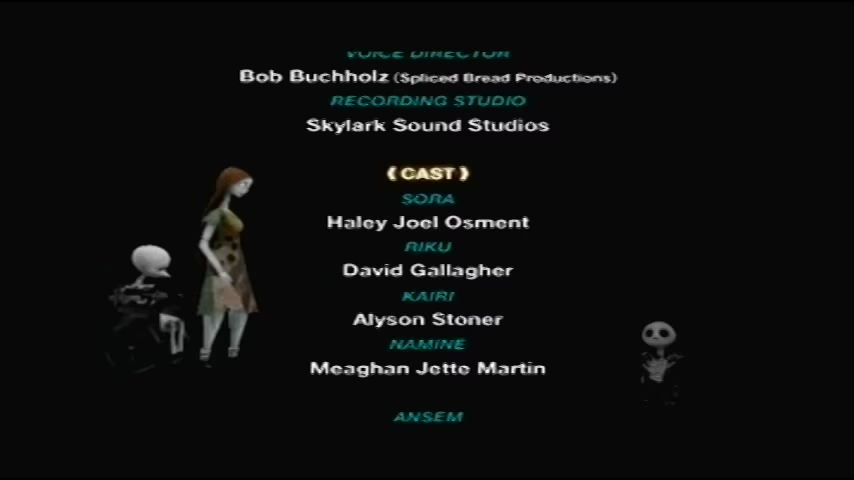 VOICE DIRECTOR
Bob Buchholz (Spliced Bread Productions)
RECORDING STUDIO
Skylark Sound Studios
《 CAST 》
SORA
Haley Joel Osment
RIKU
David Gallagher
KAIRI
Alyson Stoner
NAMINE
Meaghan Jette Martin
ANSEM